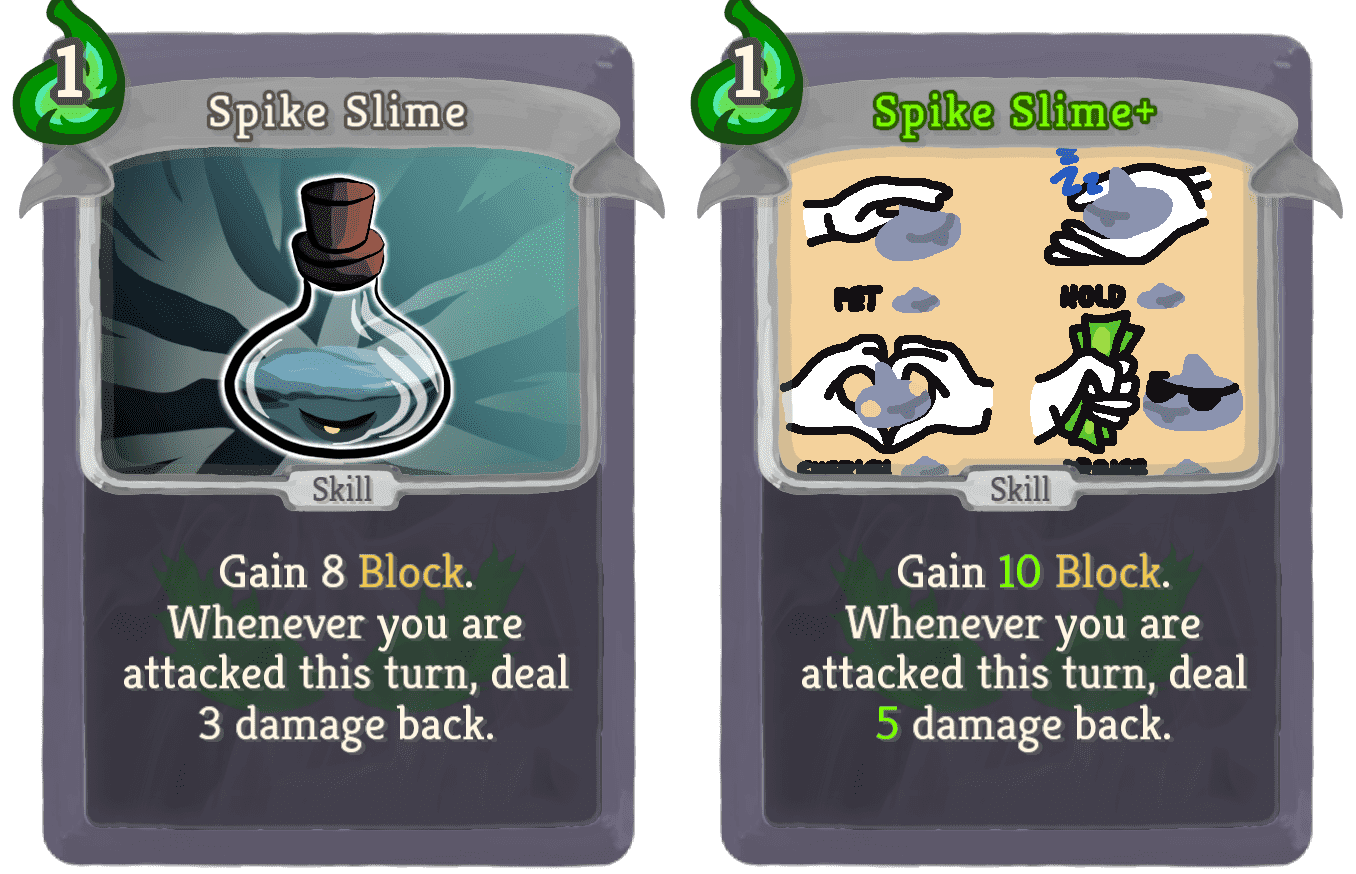 1
Spike Slime
Skill
Gain 8 Block.
Whenever you are
attacked this turn, deal
3 damage back.
1
Spike Slime+
zzz
PET
HOLD
Skill
Gain 10 Block.
Whenever you are
attacked this turn, deal
5 damage back.